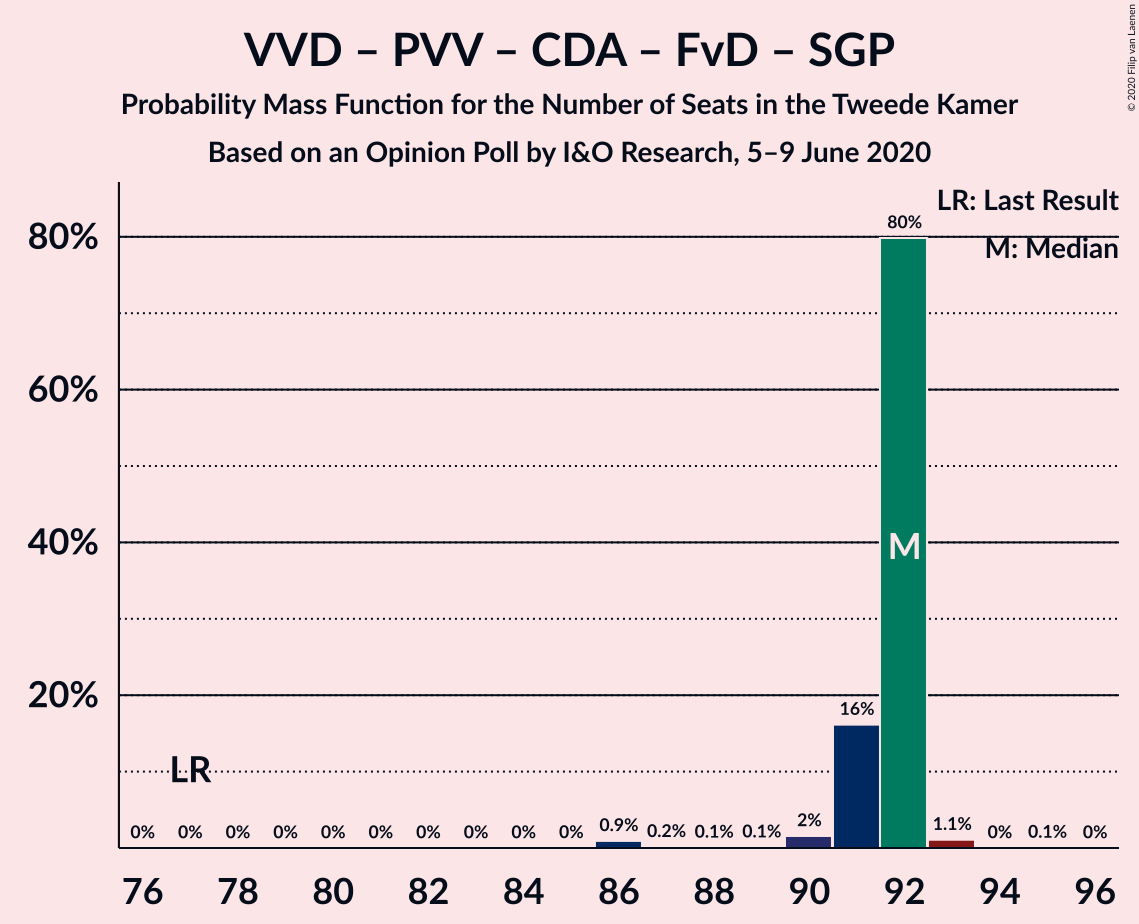 VVD – PVV – CDA – FvD – SGP
Probability Mass Function for the Number of Seats in the Tweede Kamer
Based on an Opinion Poll by I&O Research, 5–9 June 2020
© 2020 Filip van Laenen
LR: Last Result
M: Median
80%
60%
40%
20%
80%
M
16%
LR
0% 0% 0% 0% 0% 0% 0% 0% 0% 0% 0.9% 0.2% 0.1% 0.1% 2% 1.1% 0% 0.1% 0%
76 78 80 82 84 86 88 90 92 94 96